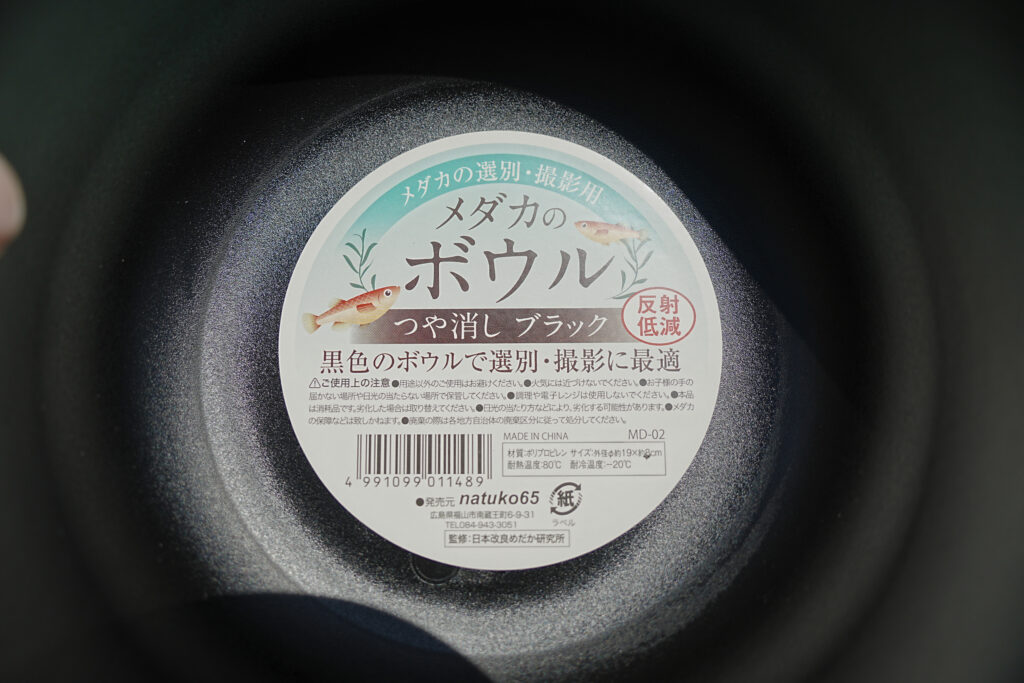 メダカの選別・撮影用
メダカの
ボウル
つや消し ブラック
反射
低減
黒色のボウルで選別・撮影に最適
⚠ご使用上の注意 ●用途以外のご使用はお避けください。●火気には近づけないでください。●お子様の手の
届かない場所や日光の当たらない場所で保管してください。●調理や電子レンジは使用しないでください。●本品
は消耗品です。劣化した場合は取り替えてください。●日光の当たり方などにより、劣化する可能性があります。●メダカ
の保障などは致しかねます。●廃棄の際は各地方自治体の廃棄区分に従って処分してください。
MADE IN CHINA MD-02
材質:ポリプロピレン サイズ:外径φ約19×約8cm
耐熱温度:80℃ 耐冷温度:-20℃
4 991099 011489
●発売元 natuko65
広島県福山市南蔵王町6-9-31
TEL084-943-3051
紙
ラベル
監修:日本改良めだか研究所